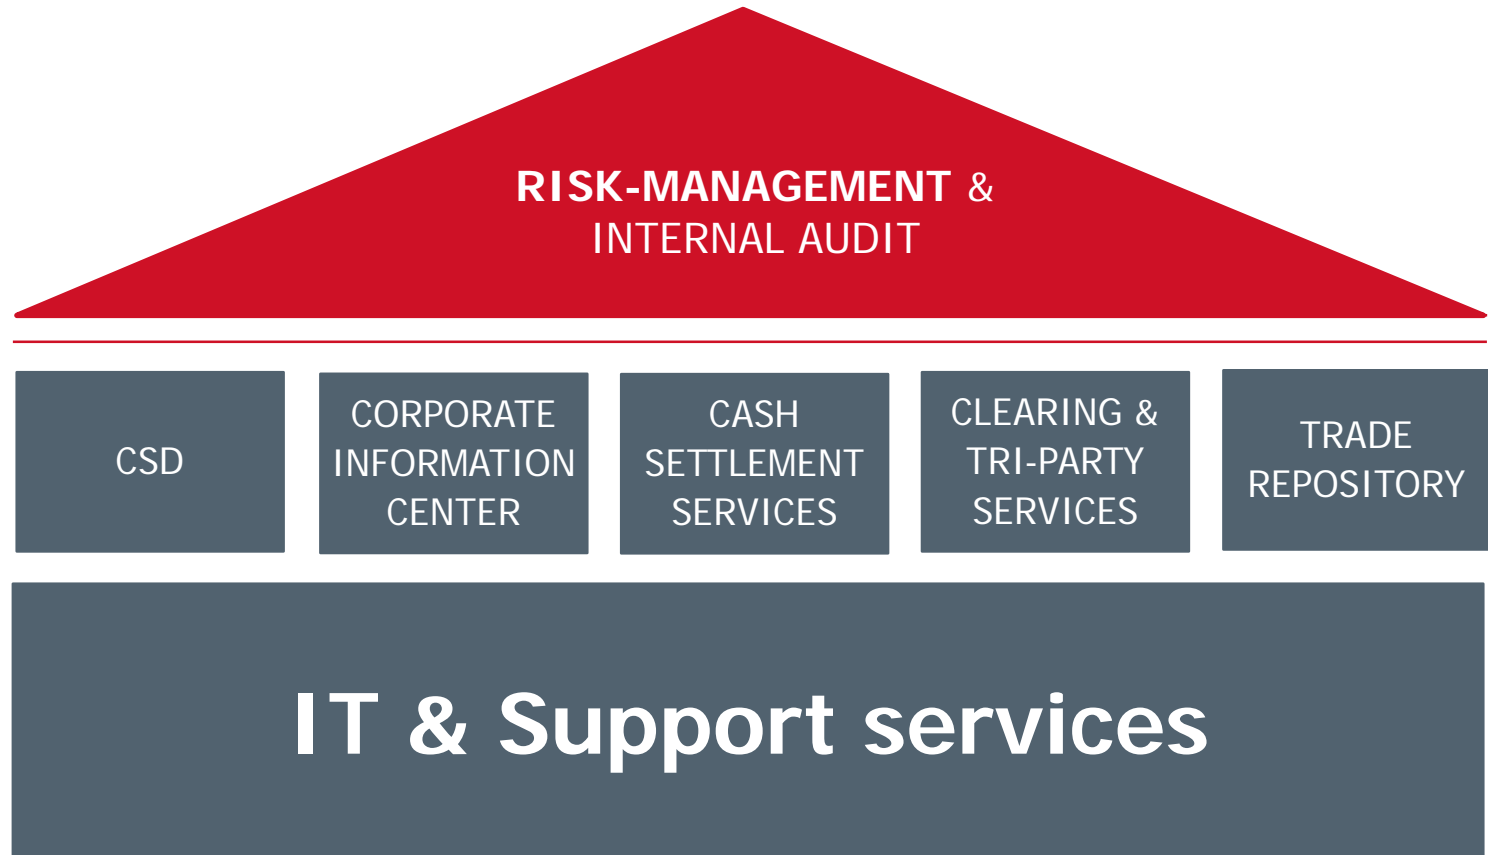 RISK-MANAGEMENT &
INTERNAL AUDIT
CSD
CORPORATE
INFORMATION
CENTER
CASH
SETTLEMENT
SERVICES
CLEARING &
TRI-PARTY
SERVICES
TRADE
REPOSITORY
IT & Support services